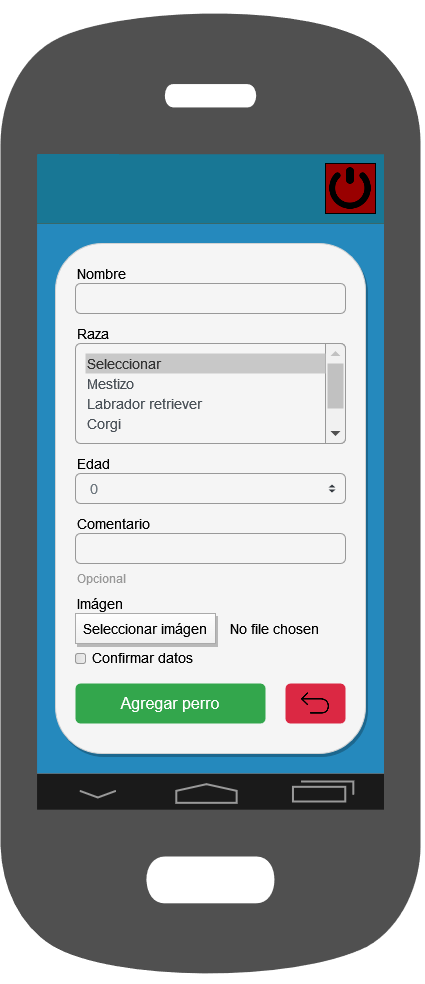 Nombre
Raza
Seleccionar
Mestizo
Labrador retriever
Corgi
Edad
0
Comentario
Opcional
Imágen
Seleccionar imágen No file chosen
Confirmar datos
Agregar perro